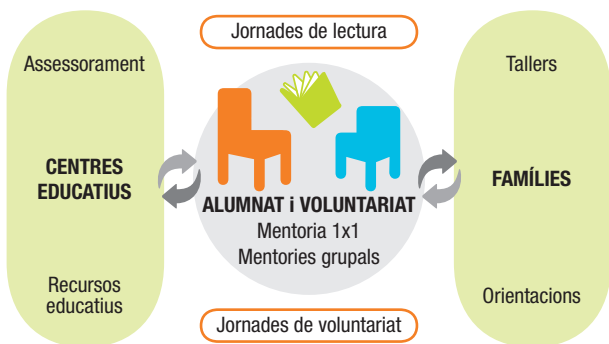 Jornades de lectura
Assessorament
CENTRES
EDUCATIUS
Recursos
educatius
ALUMNAT i VOLUNTARIAT
Mentoria 1x1
Mentories grupals
Tallers
FAMÍLIES
Orientacions
Jornades de voluntariat